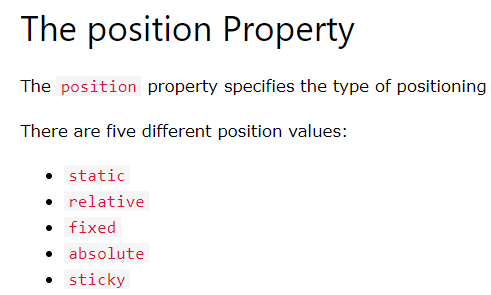 The position Property
The position property specifies the type of positioning
There are five different position values:
static
relative
fixed
absolute
sticky